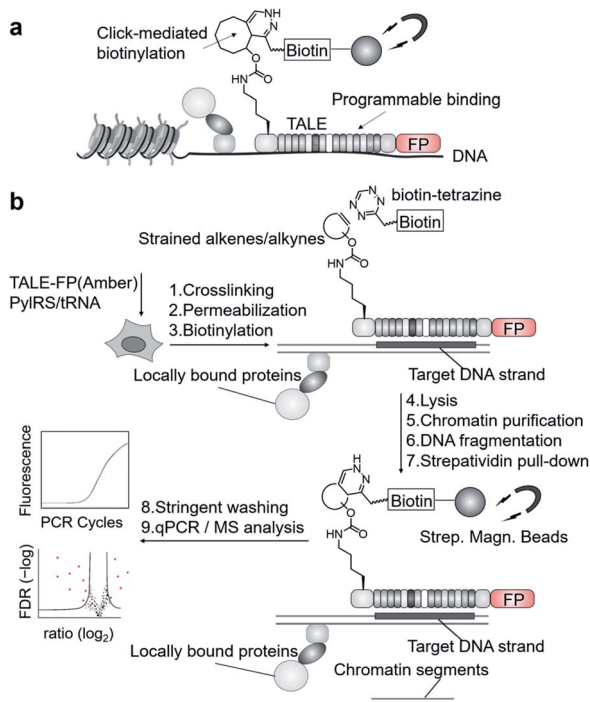 a
Click-mediated
biotinylation
NH
N
Biotin
O
O
HN
Programmable binding
TALE
FP
DNA
b
biotin-tetrazine
N N
N N
Biotin
Strained alkenes/alkynes
O
O
HN
TALE-FP(Amber)
PylRS/tRNA
1.Crosslinking
2.Permeabilization
3.Biotinylation
FP
Locally bound proteins
Target DNA strand
4.Lysis
5.Chromatin purification
6.DNA fragmentation
7.Strepatividin pull-down
Fluorescence
PCR Cycles
H
N
N
Biotin
8.Stringent washing
9.qPCR / MS analysis
O
O
HN
Strep. Magn. Beads
FDR (−log)
ratio (log2)
FP
Target DNA strand
Locally bound proteins
Chromatin segments